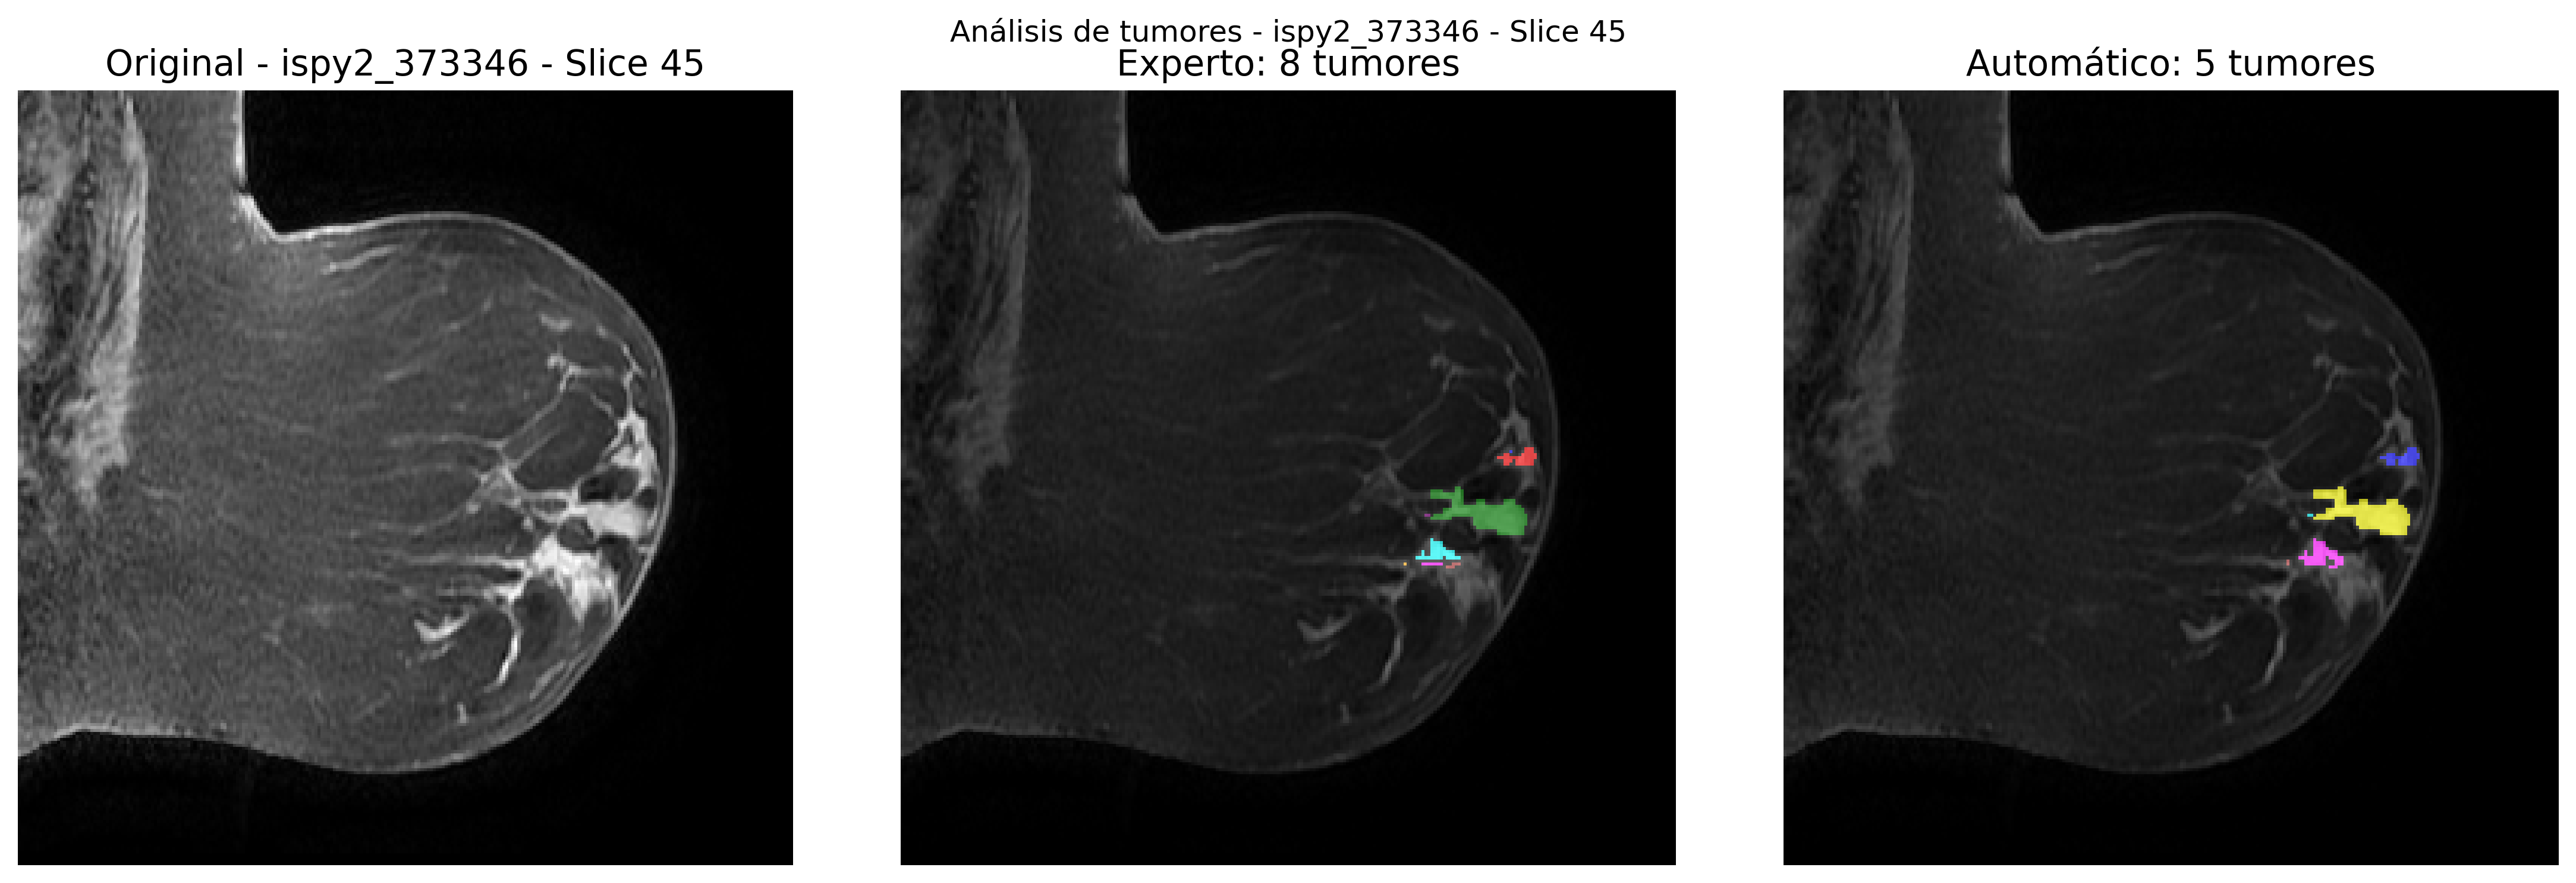 Análisis de tumores - ispy2_373346 - Slice 45
Original - ispy2_373346 - Slice 45
Experto: 8 tumores
Automático: 5 tumores